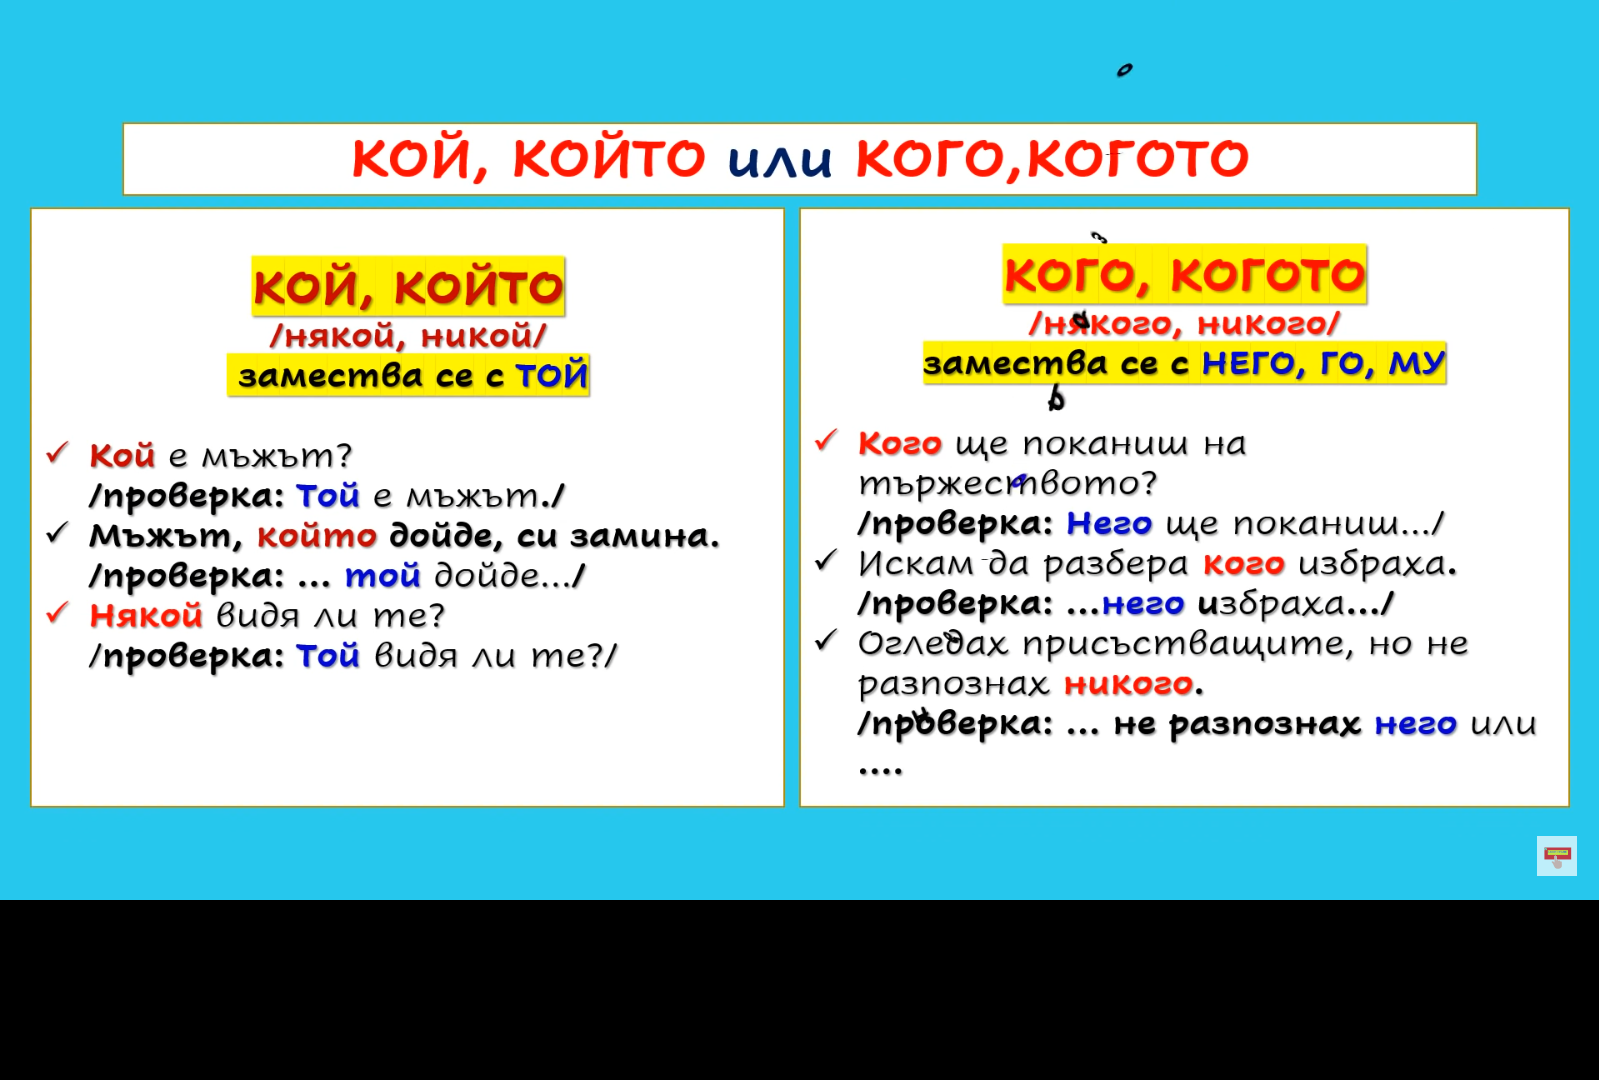 КОЙ, КОЙТО или КОГО,КОГОТО
КОЙ, КОЙТО
/някой, никой/
замества се с ТОЙ
✓ Кой е мъжът?
/проверка: Той е мъжът./
✓ Мъжът, който дойде, си замина.
/проверка: ... той дойде.../
✓ Някой видя ли те?
/проверка: Той видя ли те?/
КОГО, КОГОТО
/някого, никого/
замества се с НЕГО, ГО, МУ
✓ Кого ще поканиш на
тържеството?
/проверка: Него ще поканиш.../
✓ Искам да разбера кого избраха.
/проверка: ...него избраха.../
✓ Огледах присъстващите, но не
разпознах никого.
/проверка: ... не разпознах него или
....